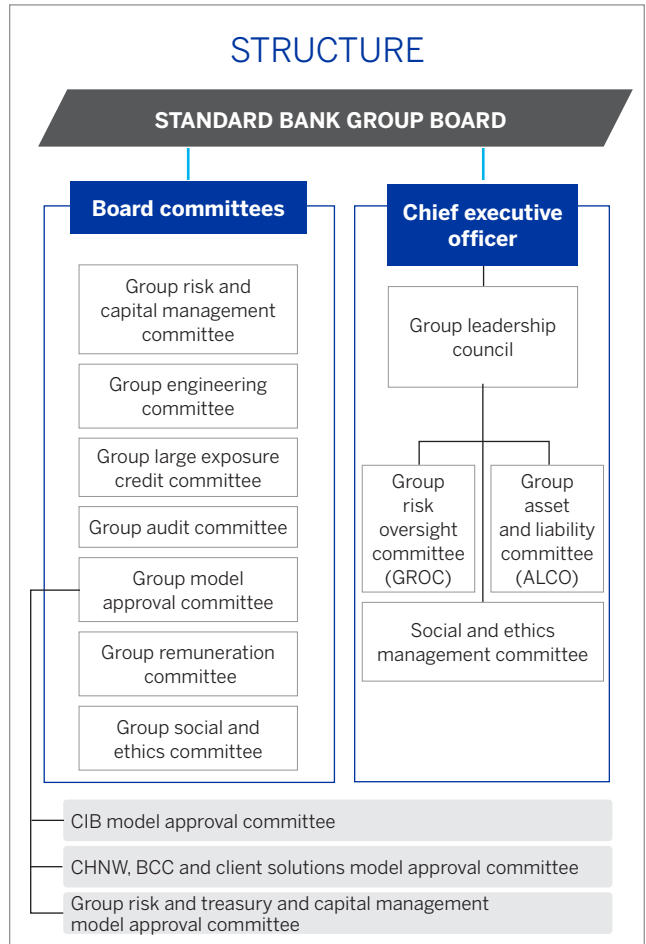 STRUCTURE
STANDARD BANK GROUP BOARD
Board committees
Group risk and
capital management
committee
Group engineering
committee
Group large exposure
credit committee
Group audit committee
Group model
approval committee
Group remuneration
committee
Group social and
ethics committee
Chief executive
officer
Group leadership
council
Group
risk
oversight
committee
(GROC)
Group
asset
and liability
committee
(ALCO)
Social and ethics
management committee
CIB model approval committee
CHNW, BCC and client solutions model approval committee
Group risk and treasury and capital management
model approval committee